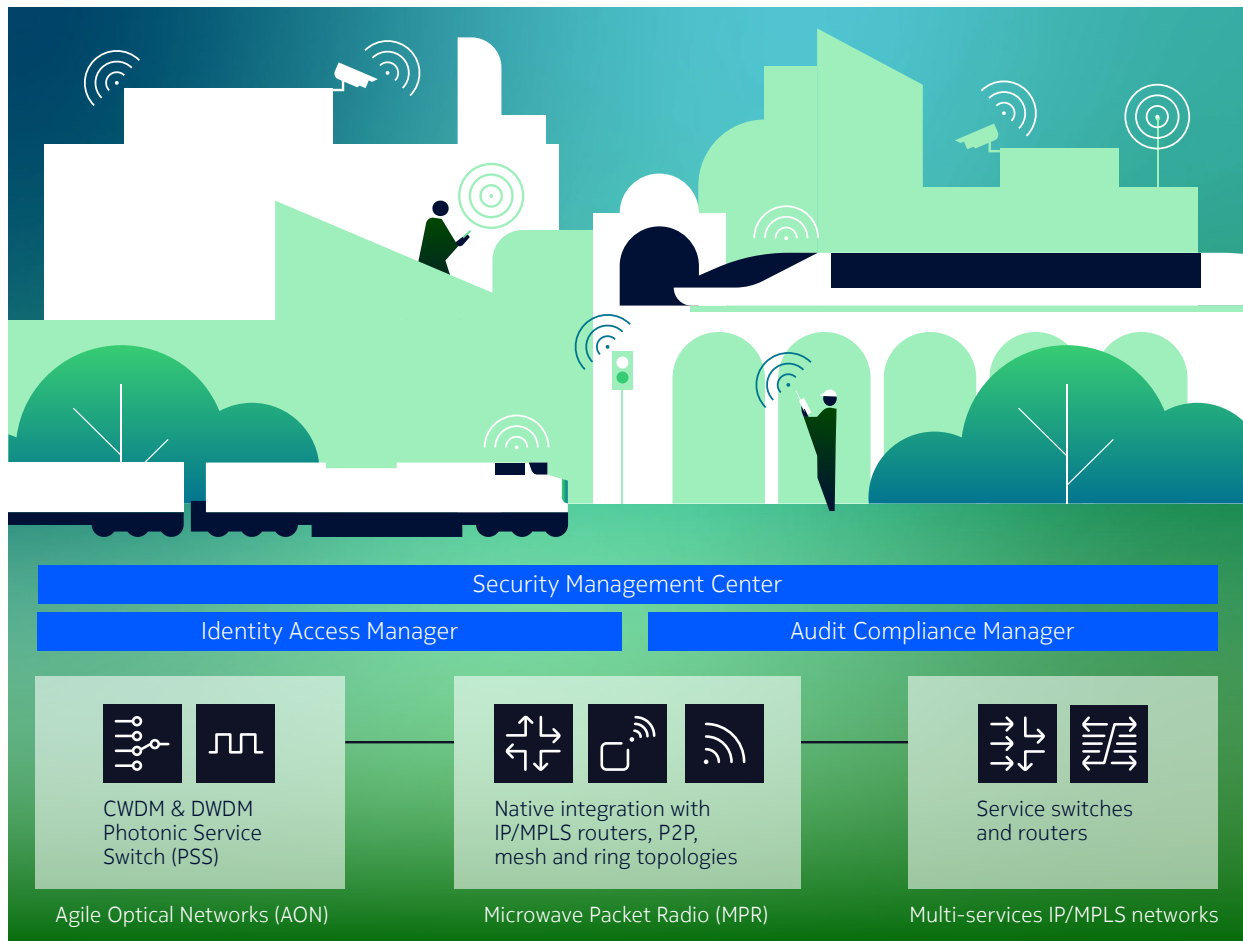 Security Management Center
Identity Access Manager
Audit Compliance Manager
CWDM & DWDM
Photonic Service
Switch (PSS)
Agile Optical Networks (AON)
Native integration with
IP/MPLS routers, P2P,
mesh and ring topologies
Microwave Packet Radio (MPR)
Service switches
and routers
Multi-services IP/MPLS networks